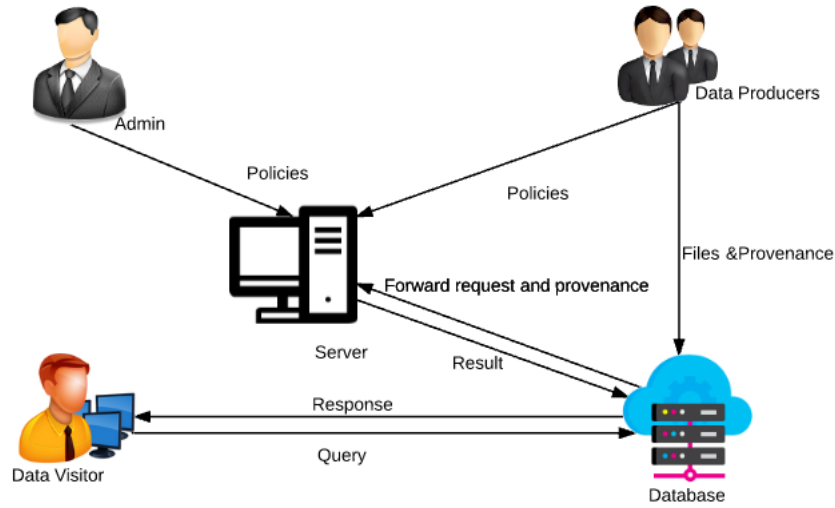 Data Producers
Admin
Policies
Policies
Files &Provenance
Forward request and provenance
Server
Result
Response
Query
Data Visitor
Database